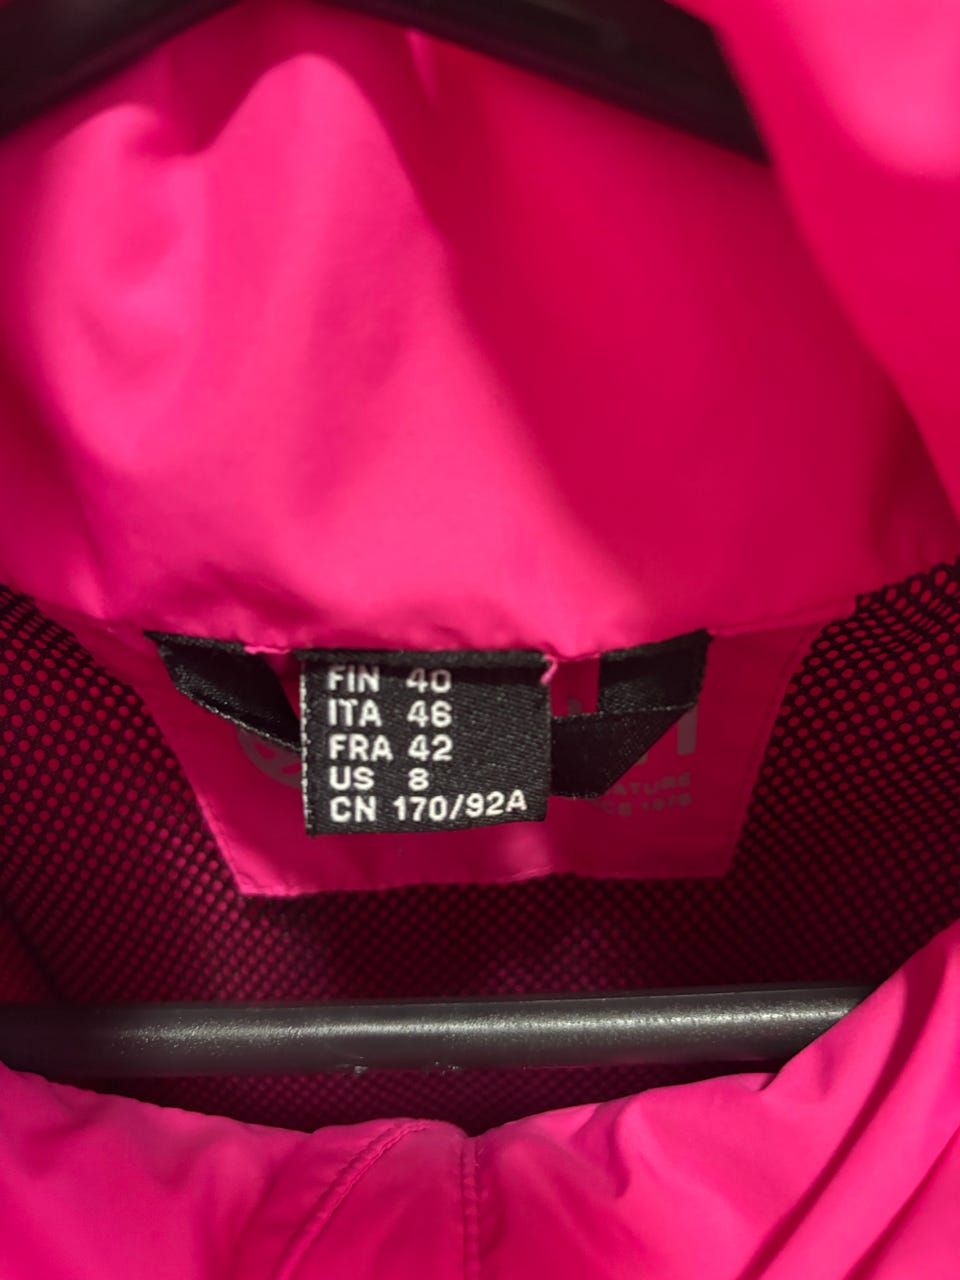 FIN 40
ITA 46
FRA 42
US 8
CN 170/92A